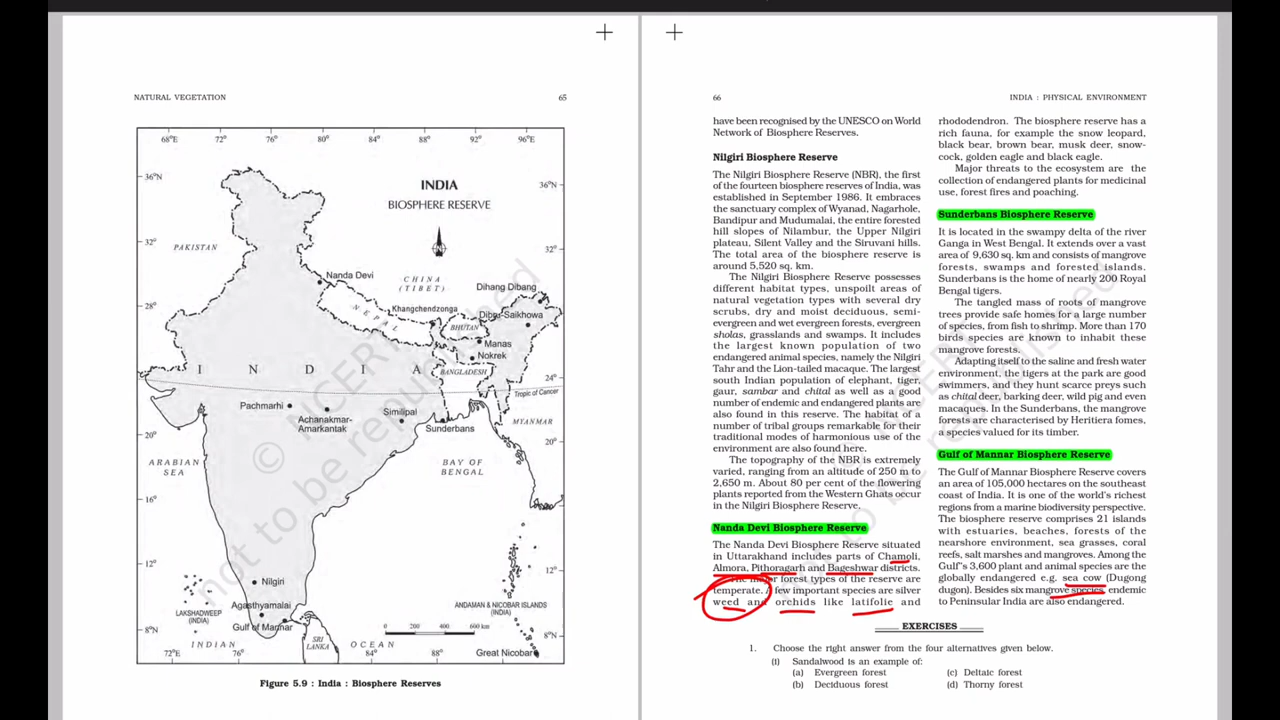 NATURAL VEGETATION
65
68°E
72°
76°
80°
84°
88°
92°
96°E
36°N
36°N
INDIA
BIOSPHERE RESERVE
N
PAKISTAN
32°
32°
Nanda Devi
CHINA
(TIBET)
Dihang Dibang
28°
28°
Khangchendzonga
NEPAL
Dibru-Saikhowa
BHUTAN
Manas
Nokrek
INDIA
BANGLADESH
24°
24°
Tropic of Cancer
Pachmarhi
Achanakmar-
Amarkantak
Similipal
Sunderbans
MYANMAR
20°
20°
ARABIAN
SEA
BAY OF
BENGAL
16°
16°
12°
12°
Nilgiri
LAKSHADWEEP
(INDIA)
Agasthyamalai
Gulf of Mannar
ANDAMAN & NICOBAR ISLANDS
(INDIA)
8°N
8°N
200
0
200
400
600 km
INDIAN
OCEAN
SRI
LANKA
Great Nicobar
72°E
76°
84°
88°
92°E
Figure 5.9 : India : Biosphere Reserves
© NCERT
not to be republished
66
INDIA : PHYSICAL ENVIRONMENT
have been recognised by the UNESCO on World
Network of Biosphere Reserves.
Nilgiri Biosphere Reserve
The Nilgiri Biosphere Reserve (NBR), the first
of the fourteen biosphere reserves of India, was
established in September 1986. It embraces
the sanctuary complex of Wyanad, Nagarhole,
Bandipur and Mudumalai, the entire forested
hill slopes of Nilambur, the Upper Nilgiri
plateau, Silent Valley and the Siruvani hills.
The total area of the biosphere reserve is
around 5,520 sq. km.
The Nilgiri Biosphere Reserve possesses
different habitat types, unspoilt areas of
natural vegetation types with several dry
scrubs, dry and moist deciduous, semi-
evergreen and wet evergreen forests, evergreen
sholas, grasslands and swamps. It includes
the largest known population of two
endangered animal species, namely the Nilgiri
Tahr and the Lion-tailed macaque. The largest
south Indian population of elephant, tiger,
gaur, sambar and chital as well as a good
number of endemic and endangered plants are
also found in this reserve. The habitat of a
number of tribal groups remarkable for their
traditional modes of harmonious use of the
environment are also found here.
The topography of the NBR is extremely
varied, ranging from an altitude of 250 m to
2,650 m. About 80 per cent of the flowering
plants reported from the Western Ghats occur
in the Nilgiri Biosphere Reserve.
Nanda Devi Biosphere Reserve
The Nanda Devi Biosphere Reserve situated
in Uttarakhand includes parts of Chamoli,
Almora, Pithoragarh and Bageshwar districts.
The major forest types of the reserve are
temperate. A few important species are silver
weed and orchids like latifolie and
rhododendron. The biosphere reserve has a
rich fauna, for example the snow leopard,
black bear, brown bear, musk deer, snow-
cock, golden eagle and black eagle.
Major threats to the ecosystem are the
collection of endangered plants for medicinal
use, forest fires and poaching.
Sunderbans Biosphere Reserve
It is located in the swampy delta of the river
Ganga in West Bengal. It extends over a vast
area of 9,630 sq. km and consists of mangrove
forests, swamps and forested islands.
Sunderbans is the home of nearly 200 Royal
Bengal tigers.
The tangled mass of roots of mangrove
trees provide safe homes for a large number
of species, from fish to shrimp. More than 170
birds species are known to inhabit these
mangrove forests.
Adapting itself to the saline and fresh water
environment, the tigers at the park are good
swimmers, and they hunt scarce preys such
as chital deer, barking deer, wild pig and even
macaques. In the Sunderbans, the mangrove
forests are characterised by Heritiera fomes,
a species valued for its timber.
Gulf of Mannar Biosphere Reserve
The Gulf of Mannar Biosphere Reserve covers
an area of 105,000 hectares on the southeast
coast of India. It is one of the world's richest
regions from a marine biodiversity perspective.
The biosphere reserve comprises 21 islands
with estuaries, beaches, forests of the
nearshore environment, sea grasses, coral
reefs, salt marshes and mangroves. Among the
Gulf's 3,600 plant and animal species are the
globally endangered e.g. sea cow (Dugong
dugon). Besides six mangrove species, endemic
to Peninsular India are also endangered.
EXERCISES
1. Choose the right answer from the four alternatives given below.
(i) Sandalwood is an example of:
(a) Evergreen forest (c) Deltaic forest
(b) Deciduous forest (d) Thorny forest